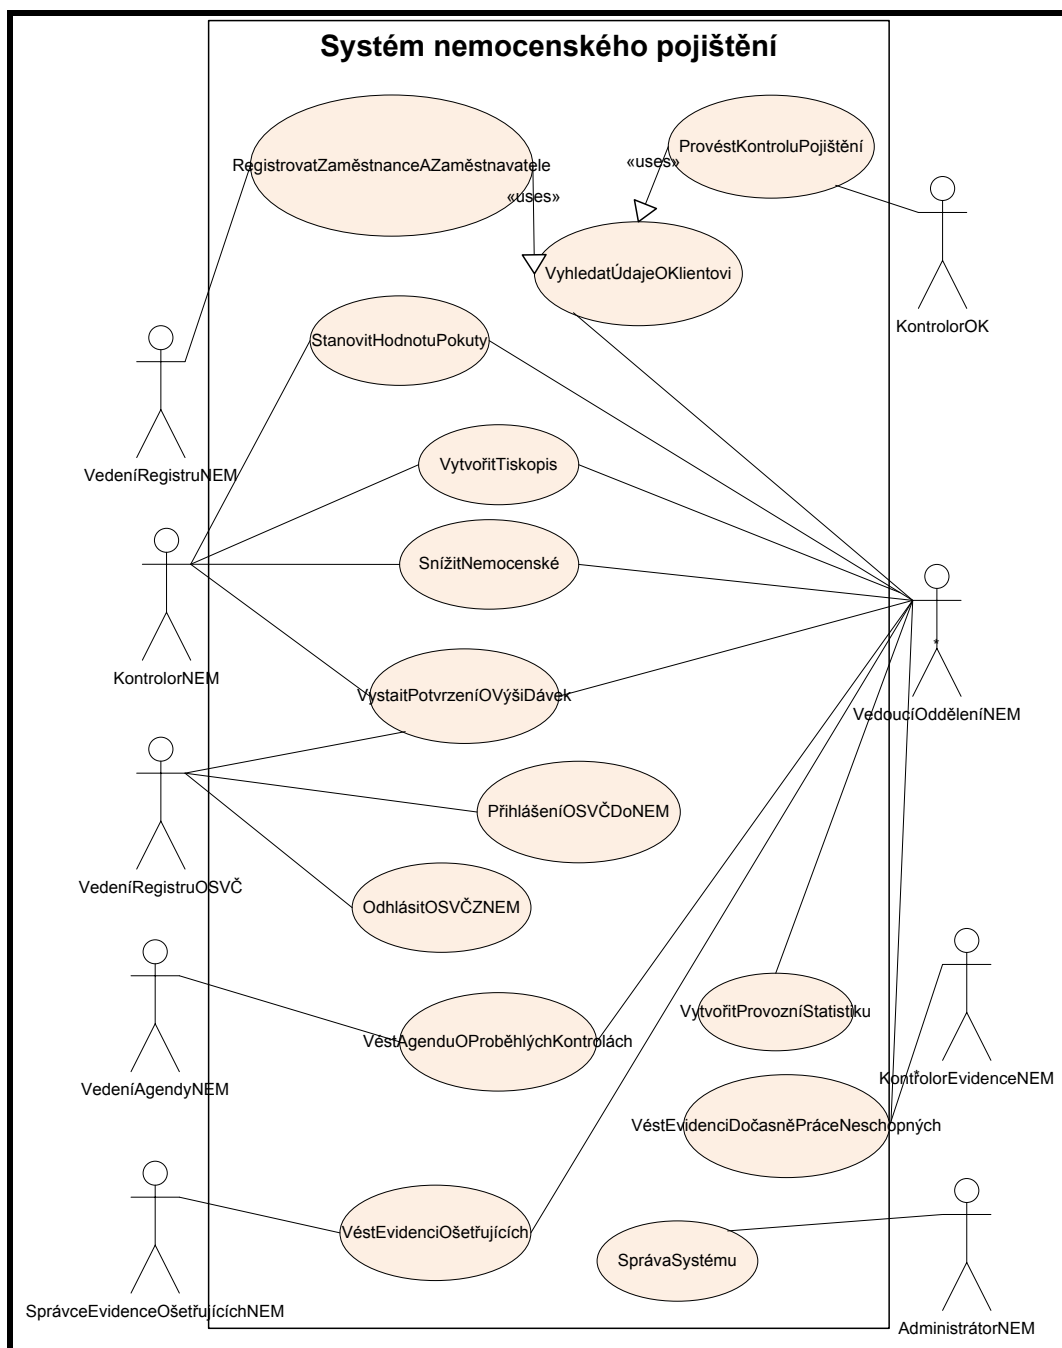 Systém nemocenského pojištění
ProvéstKontroluPojištění
«uses»
RegistrovatZaměstnanceAZaměstnavatele
«uses»
VyhledatÚdajeOKlientovi
KontrolorOK
StanovitHodnotuPokuty
VedeníRegistruNEM
VytvořitTiskopis
SnížitNemocenské
*
KontrolorNEM
VystaitPotvrzeníOVýšiDávek
VedoucíOdděleníNEM
PřihlášeníOSVČDoNEM
VedeníRegistruOSVČ
OdhlásitOSVČZNEM
VytvořitProvozníStatistiku
VéstAgenduOProběhlýchKontrolách
*
VedeníAgendyNEM
KontrolorEvidenceNEM
VéstEvidenciDočasněPráceNeschopných
VéstEvidenciOšetřujících
SprávaSystému
SprávceEvidenceOšetřujícíchNEM
AdministrátorNEM